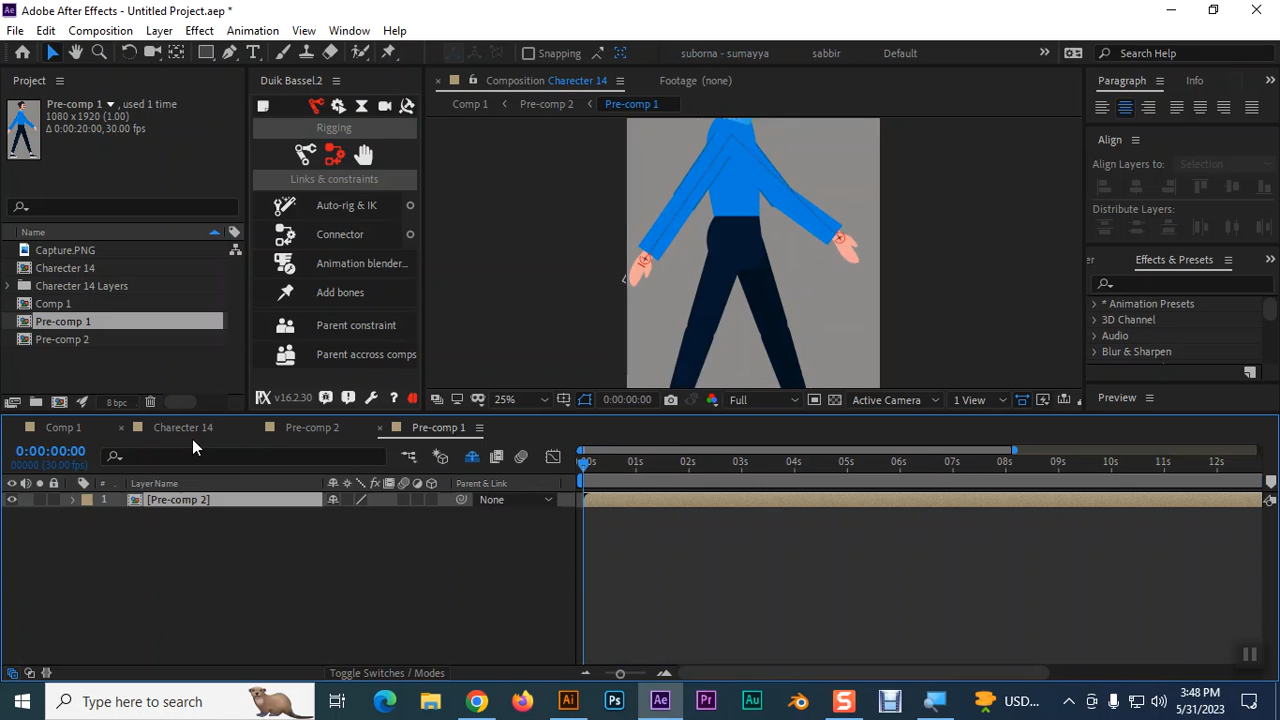 Adobe After Effects - Untitled Project.aep *
File Edit Composition Layer Effect Animation View Window Help
Snapping suborna - sumayya sabbir Default Search Help
Project
Pre-comp 1 , used 1 time
1080 x 1920 (1.00)
Δ 0:00:20:00, 30.00 fps
Name
Capture.PNG
Charecter 14
Charecter 14 Layers
Comp 1
Pre-comp 1
Pre-comp 2
8 bpc
Duik Bassel.2
Rigging
Links & constraints
Auto-rig & IK
Connector
Animation blender...
Add bones
Parent constraint
Parent accross comps
v16.2.30
Composition Charecter 14 Footage (none)
Comp 1 Pre-comp 2 Pre-comp 1
25% 0:00:00:00 Full Active Camera 1 View
Paragraph Info
Align
Align Layers to: Selection
Distribute Layers:
er Effects & Presets
* Animation Presets
3D Channel
Audio
Blur & Sharpen
Preview
Comp 1 Charecter 14 Pre-comp 2 Pre-comp 1
0:00:00:00
00000 (30.00 fps)
# Layer Name fx Parent & Link
1 [Pre-comp 2] None
00s 01s 02s 03s 04s 05s 06s 07s 08s 09s 10s 11s 12s
Toggle Switches / Modes
Type here to search
USD...
5:48 PM
5/31/2023